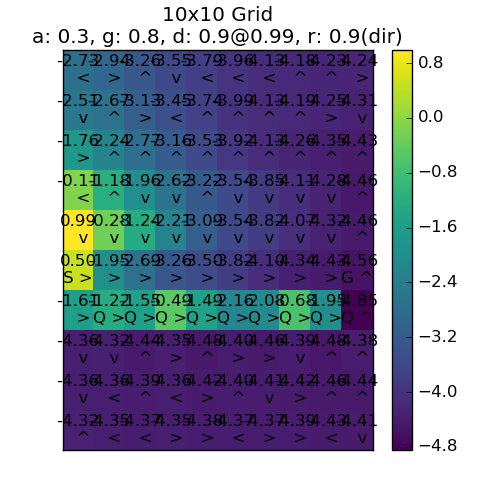 10x10 Grid
a: 0.3, g: 0.8, d: 0.9@0.99, r: 0.9(dir)
-2.73 -2.94 -3.26 -3.55 -3.79 -3.96 -4.13 -4.18 -4.23 -4.24
< > ^ v < < < ^ ^ >
-2.51 -2.67 -3.13 -3.45 -3.74 -3.99 -4.13 -4.19 -4.25 -4.31
v ^ > < ^ ^ ^ ^ > v
-1.76 -2.24 -2.77 -3.16 -3.53 -3.92 -4.13 -4.26 -4.35 -4.43
> ^ ^ ^ ^ ^ ^ ^ ^ ^
-0.11 -1.18 -1.96 -2.62 -3.22 -3.54 -3.85 -4.11 -4.28 -4.46
< ^ v v v v v v v ^
0.99 -0.28 -1.24 -2.21 -3.09 -3.54 -3.82 -4.07 -4.32 -4.46
v v v v v v v v v ^
0.50 -1.95 -2.69 -3.26 -3.50 -3.82 -4.10 -4.34 -4.43 -4.56
S > > > > > > > > > G ^
-1.61 -1.22 -1.55 -0.49 -1.49 -2.16 -2.08 -0.68 -1.95 -4.85
> Q > Q > Q > Q > Q > Q > Q > Q > Q ^
-4.36 -4.32 -4.44 -4.35 -4.48 -4.40 -4.46 -4.39 -4.48 -4.38
v v ^ > ^ > > v ^ ^
-4.36 -4.36 -4.39 -4.36 -4.42 -4.40 -4.41 -4.42 -4.46 -4.44
v < ^ < ^ > ^ v > ^
-4.32 -4.35 -4.37 -4.35 -4.38 -4.37 -4.37 -4.39 -4.43 -4.41
^ < < > > < < > < v
0.8
0.0
−0.8
−1.6
−2.4
−3.2
−4.0
−4.8